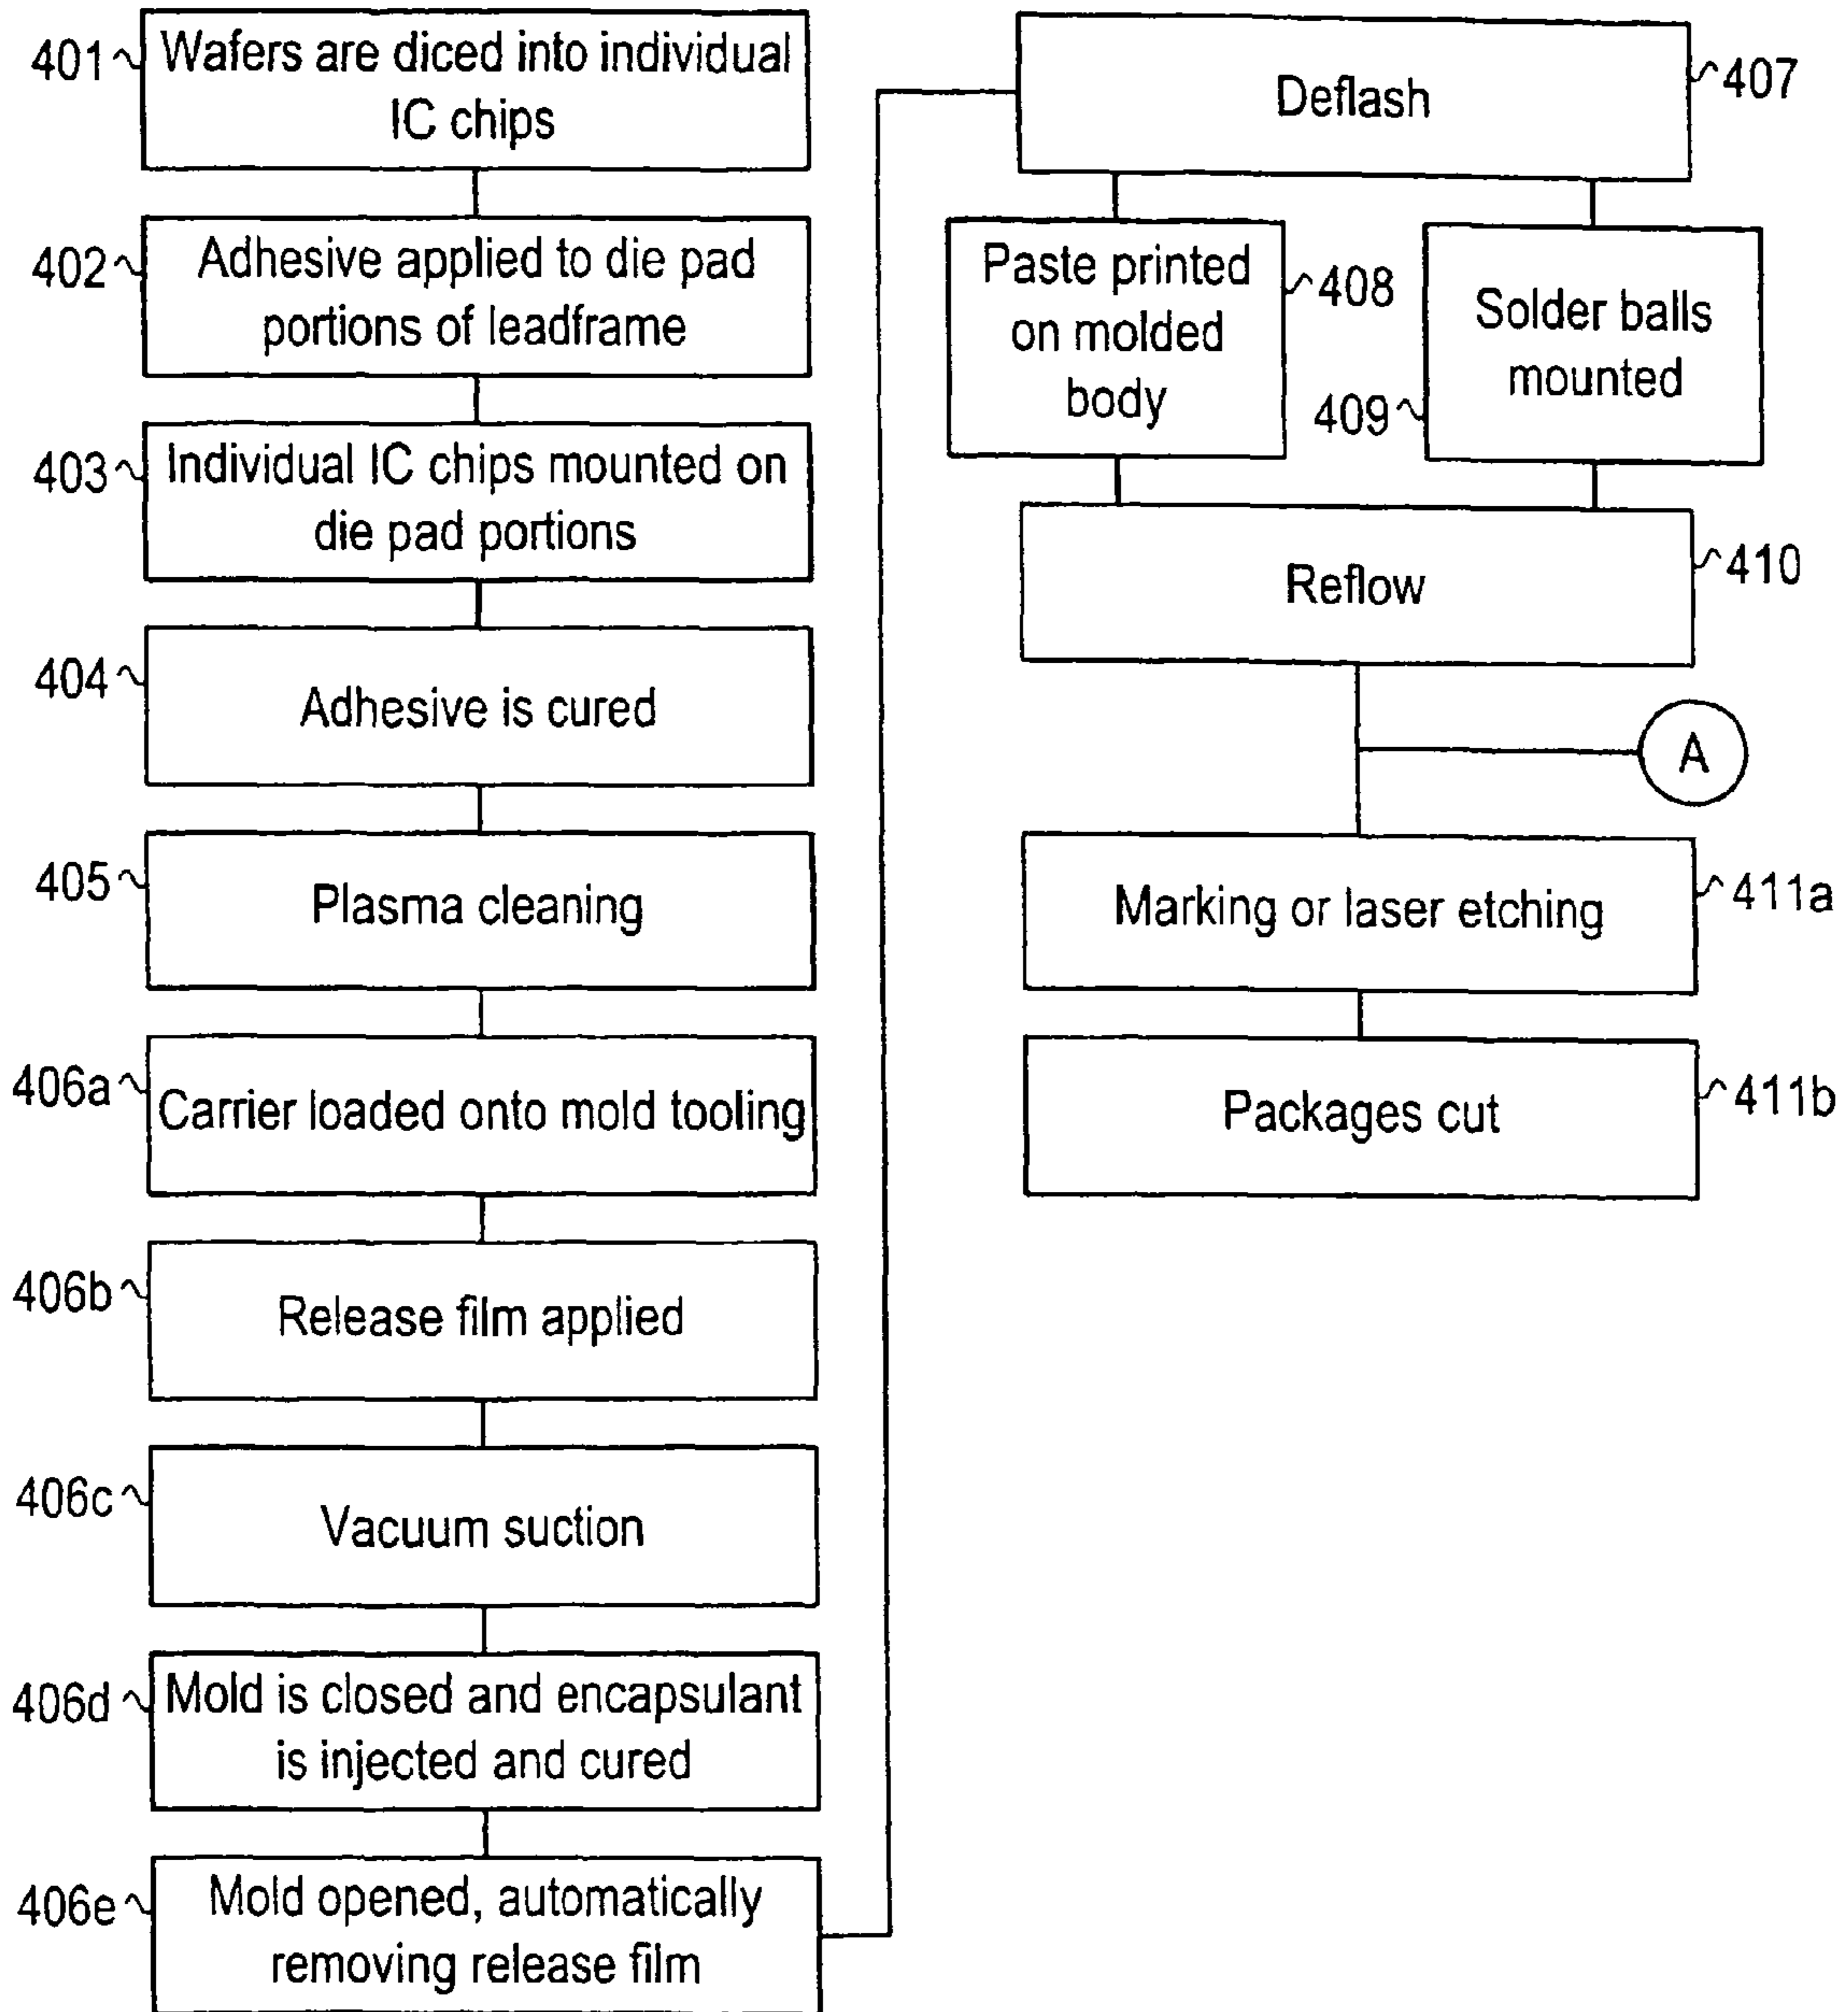 401
Wafers are diced into individual
IC chips
402
Adhesive applied to die pad
portions of leadframe
403
Individual IC chips mounted on
die pad portions
404
Adhesive is cured
405
Plasma cleaning
406a
Carrier loaded onto mold tooling
406b
Release film applied
406c
Vacuum suction
406d
Mold is closed and encapsulant
is injected and cured
406e
Mold opened, automatically
removing release film
Deflash
407
Paste printed
on molded
body
408
Solder balls
mounted
409
Reflow
410
A
Marking or laser etching
411a
Packages cut
411b